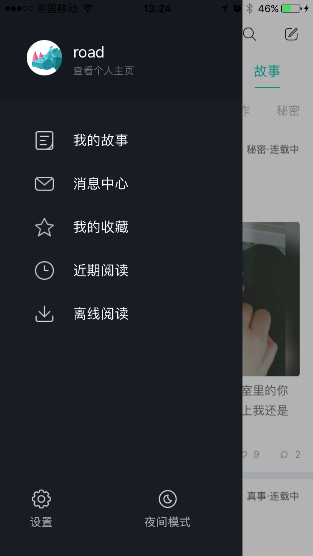 中国移动
13:24
46%
road
查看个人主页
故事
作
秘密
我的故事
秘密·连载中
消息中心
我的收藏
近期阅读
离线阅读
室里的你
上我还是
9
2
真事·连载中
设置
夜间模式